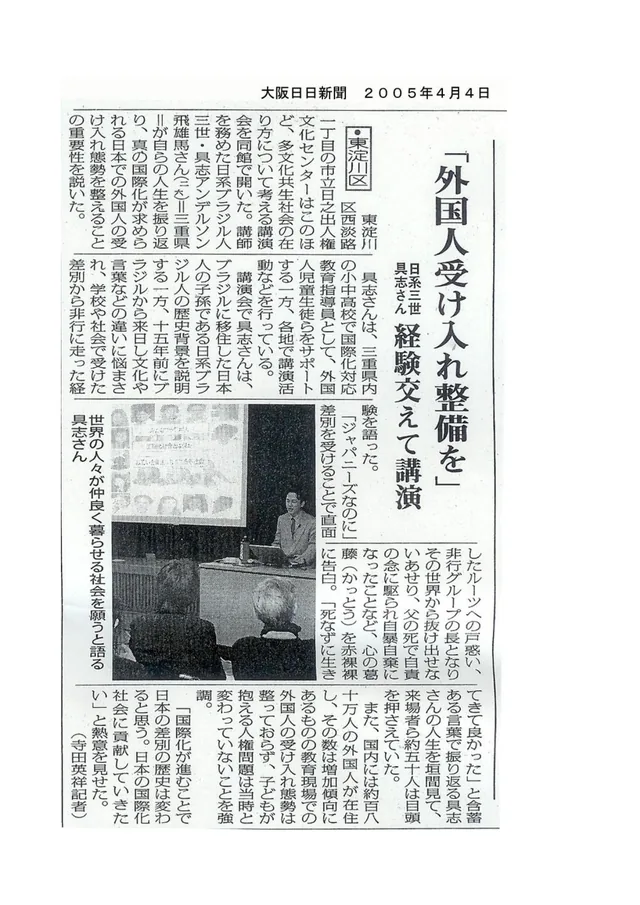 大阪日日新聞　２００５年４月４日
「外国人受け入れ整備を」
日系三世
具志さん
経験交えて講演
●東淀川区
東淀川
区西淡路
一丁目の市立日之出人権
文化センターはこのほ
ど、多文化共生社会の在
り方について考える講演
会を同館で開いた。講師
を務めた日系ブラジル人
三世・具志アンデルソン
飛雄馬さん
＝三重県
＝が自らの人生を振り返
り、真の国際化が求めら
れる日本での外国人の受
け入れ態勢を整えること
の重要性を説いた。
具志さんは、三重県内
の小中高校で国際化対応
教育指導員として、外国
人児童生徒らをサポート
する一方、各地で講演活
動などを行っている。
講演会で具志さんは、
ブラジルに移住した日本
人の子孫である日系ブラ
ジル人の歴史背景を説明
する一方、十五年前にブ
ラジルから来日し文化や
言葉などの違いに悩まさ
れ、学校や社会で受けた
差別から非行に走った経
験を語った。
「ジャパニーズなのに」
差別を受けることで直面
したルーツへの戸惑い、
非行グループの長となり
その世界から抜け出せな
いあせり、父の死で自責
の念に駆られ自暴自棄に
なったことなど、心の葛
藤（かっとう）を赤裸裸
に告白。「死なずに生き
てきて良かった」と含蓄
ある言葉で振り返る具志
さんの人生を垣間見て、
来場者ら約五十人は目頭
を押さえていた。
また、国内には約百八
十万人の外国人が在住
し、その数は増加傾向に
あるものの教育現場での
外国人の受け入れ態勢は
整っておらず、子どもが
抱える人権問題は当時と
変わっていないことを強
調。
「国際化が進むことで
日本の差別の歴史は変わ
ると思う。日本の国際化
社会に貢献していきた
い」と熱意を見せた。
（寺田英祥記者）
世界の人々が仲良く暮らせる社会を願うと語る
具志さん